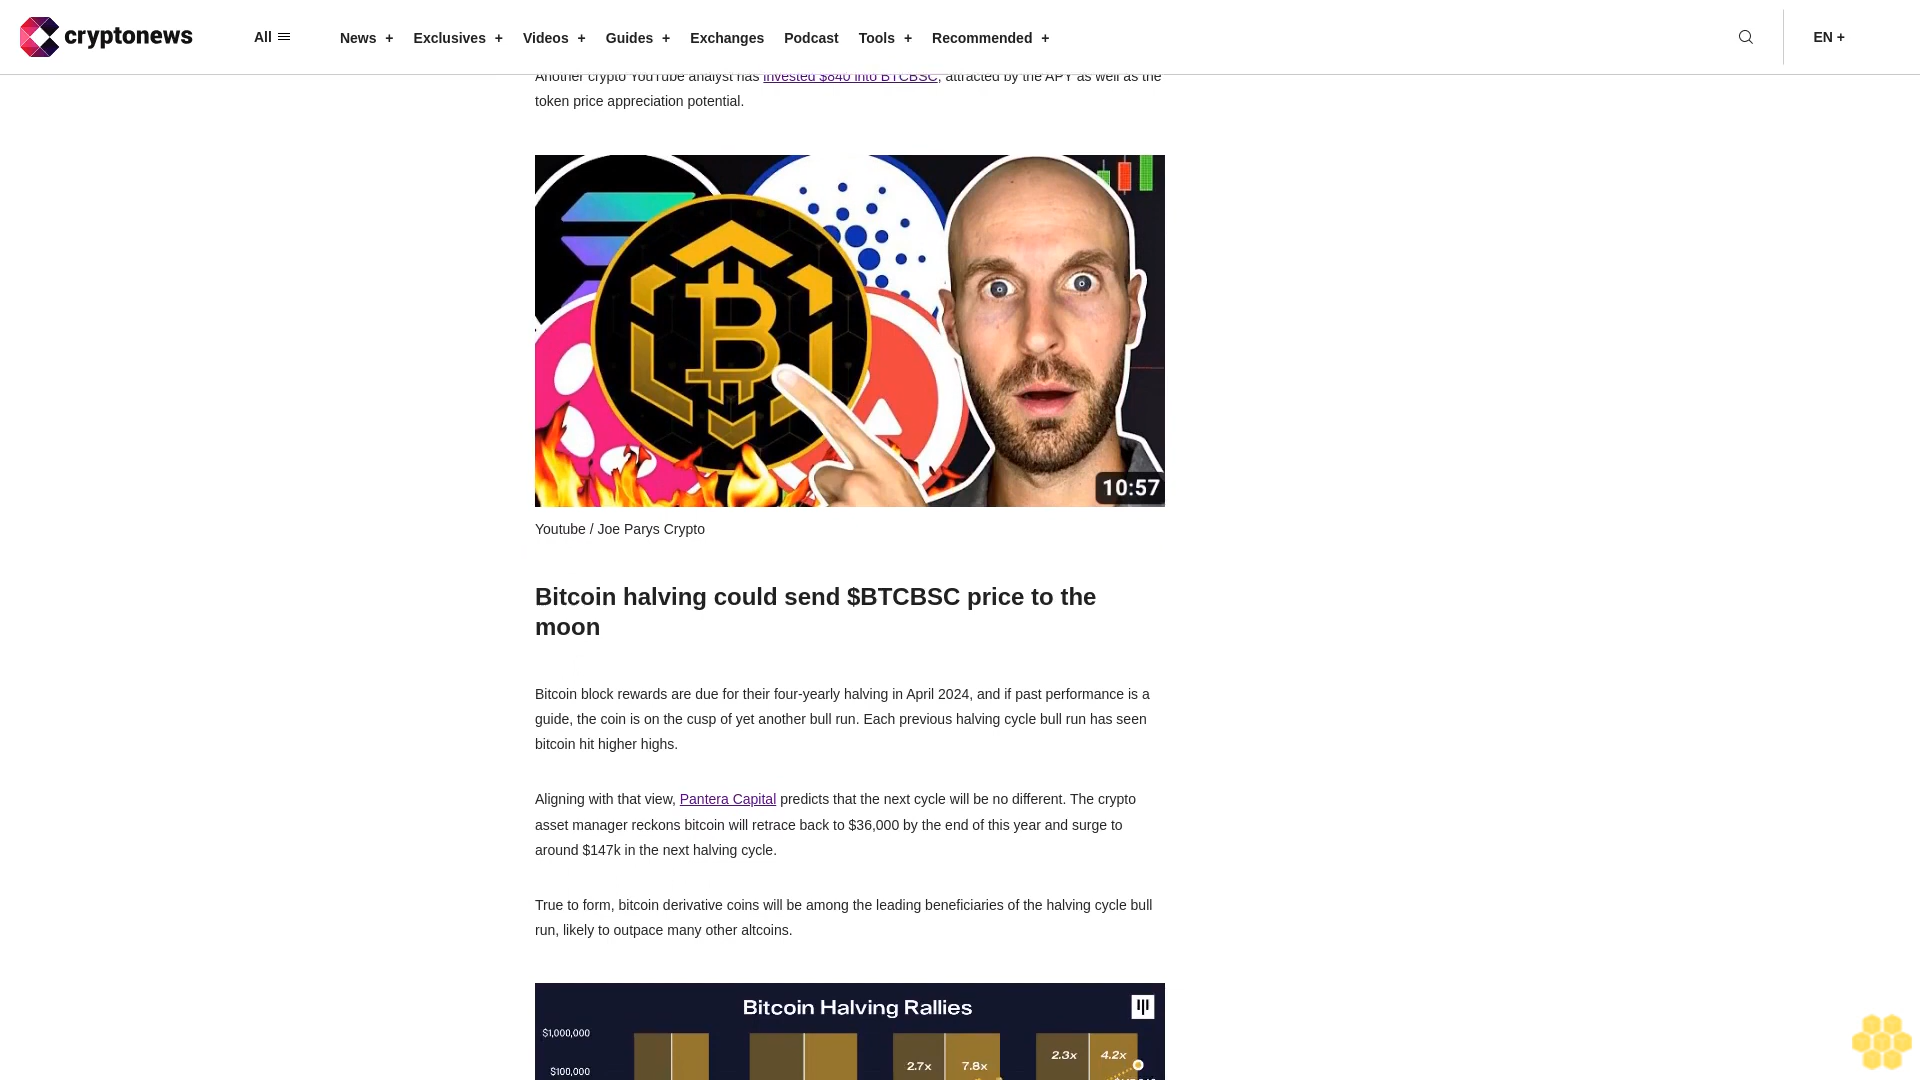 cryptonews
All
News +
Exclusives +
Videos +
Guides +
Exchanges
Podcast
Tools +
Recommended +
EN +
Another crypto YouTube analyst has invested $840 into BTCBSC, attracted by the APY as well as the
token price appreciation potential.
10:57
Youtube / Joe Parys Crypto
Bitcoin halving could send $BTCBSC price to the
moon
Bitcoin block rewards are due for their four-yearly halving in April 2024, and if past performance is a
guide, the coin is on the cusp of yet another bull run. Each previous halving cycle bull run has seen
bitcoin hit higher highs.
Aligning with that view, Pantera Capital predicts that the next cycle will be no different. The crypto
asset manager reckons bitcoin will retrace back to $36,000 by the end of this year and surge to
around $147k in the next halving cycle.
True to form, bitcoin derivative coins will be among the leading beneficiaries of the halving cycle bull
run, likely to outpace many other altcoins.
Bitcoin Halving Rallies
$1,000,000
2.3x
4.2x
2.7x
7.8x
$100,000